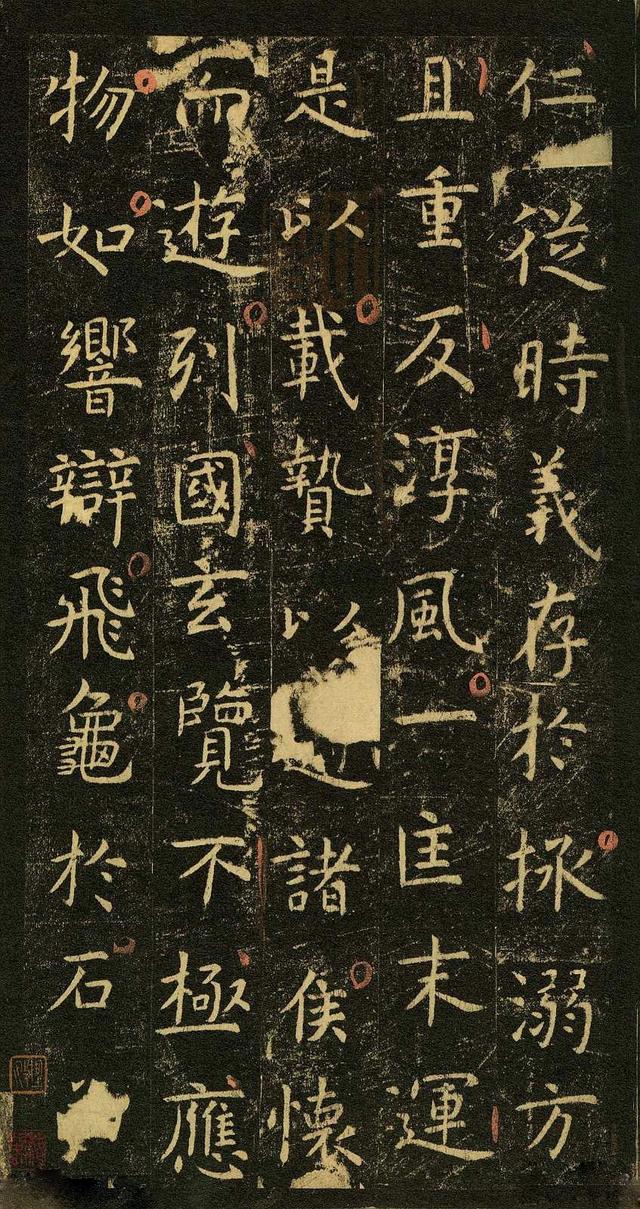 仁從時義存於拯溺方
且重反淳風一匡末運
是以載贄以諸侯懷
而遊列國玄覽不極應
物如響辯飛龜於石